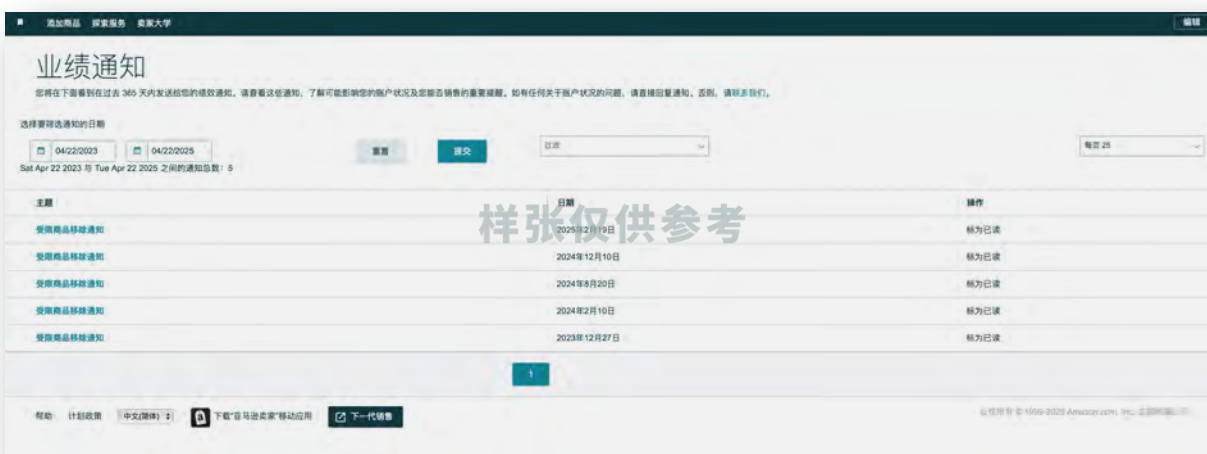 添加商品 探索服务 卖家大学 编辑
业绩通知
您将在下面看到在过去 365 天内发送给您的绩效通知。请查看这些通知，了解可能影响您的账户状况及您能否销售的重要提醒。如有任何关于账户状况的问题，请直接回复通知。否则，请联系我们。
选择要筛选通知的日期
04/22/2023 04/22/2025 重置 提交 过滤 每页 25
Sat Apr 22 2023 与 Tue Apr 22 2025 之间的通知总数：5
主题 日期 操作
样张仅供参考
受限商品移除通知 2025年2月19日 标为已读
受限商品移除通知 2024年12月10日 标为已读
受限商品移除通知 2024年8月20日 标为已读
受限商品移除通知 2024年2月10日 标为已读
受限商品移除通知 2023年12月27日 标为已读
1
帮助 计划政策 中文(简体) 下载“亚马逊卖家”移动应用 下一代销售
© 1999-2023 Amazon.com, Inc.